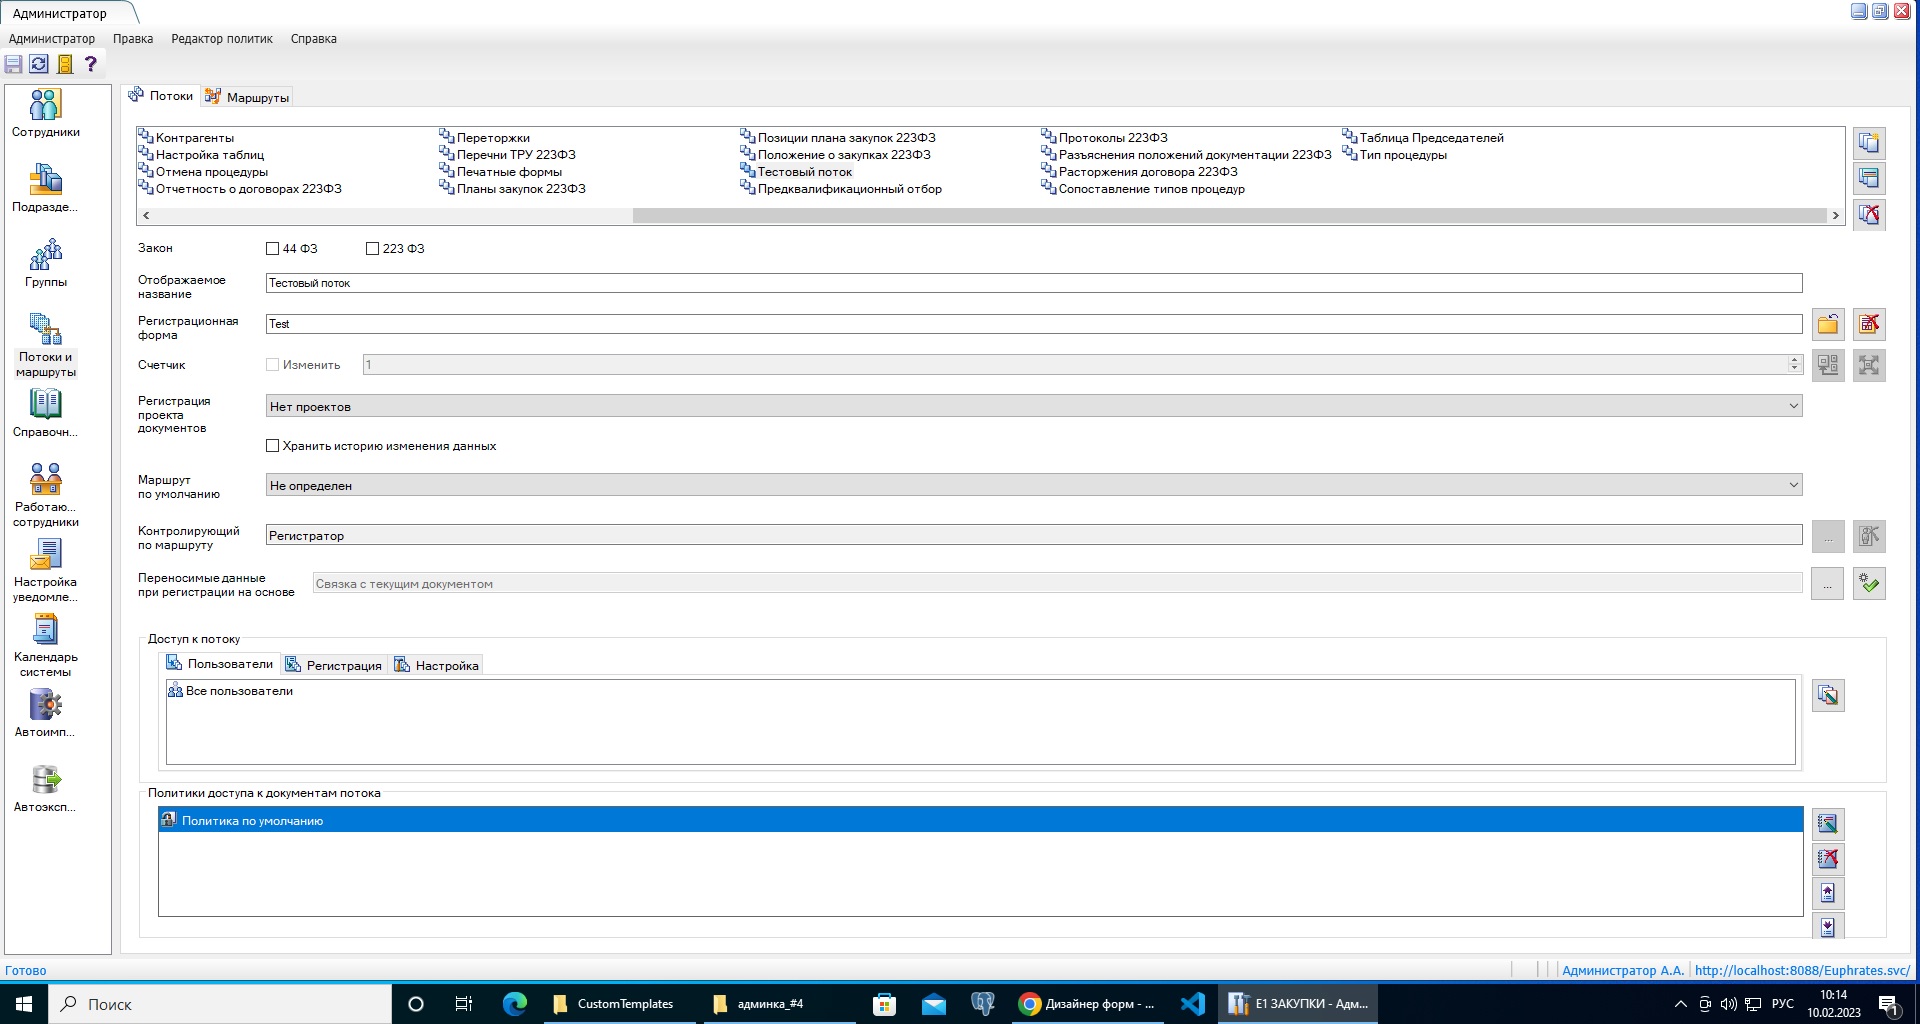 Администратор
Администратор Правка Редактор политик Справка
?
Потоки Маршруты
Сотрудники
Подразде...
Группы
Потоки и
маршруты
Справочн...
Работаю...
сотрудники
Настройка
уведомле...
Календарь
системы
Автоимп...
Автоэксп...
Контрагенты Переторжки Позиции плана закупок 223ФЗ Протоколы 223ФЗ Таблица Председателей
Настройка таблиц Перечни ТРУ 223ФЗ Положение о закупках 223ФЗ Разъяснения положений документации 223ФЗ Тип процедуры
Отмена процедуры Печатные формы Тестовый поток Расторжения договора 223ФЗ
Отчетность о договорах 223ФЗ Планы закупок 223ФЗ Предквалификационный отбор Сопоставление типов процедур
Закон 44 ФЗ 223 ФЗ
Отображаемое
название
Тестовый поток
Регистрационная
форма
Test
Счетчик Изменить 1
Регистрация
проекта
документов
Нет проектов
Хранить историю изменения данных
Маршрут
по умолчанию
Не определен
Контролирующий
по маршруту
Регистратор
...
Переносимые данные
при регистрации на основе
Связка с текущим документом
...
Доступ к потоку
Пользователи Регистрация Настройка
Все пользователи
Политики доступа к документам потока
Политика по умолчанию
Готово Администратор А.А. http://localhost:8088/Euphrates.svc/
Поиск CustomTemplates админка_#4 Дизайнер форм - ... Е1 ЗАКУПКИ - Адм... РУС 10:14
10.02.2023
1